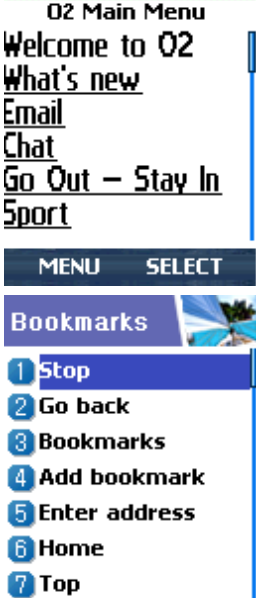 O2 Main Menu
Welcome to O2
What's new
Email
Chat
Go Out – Stay In
Sport
MENU SELECT
Bookmarks
1 Stop
2 Go back
3 Bookmarks
4 Add bookmark
5 Enter address
6 Home
7 Top